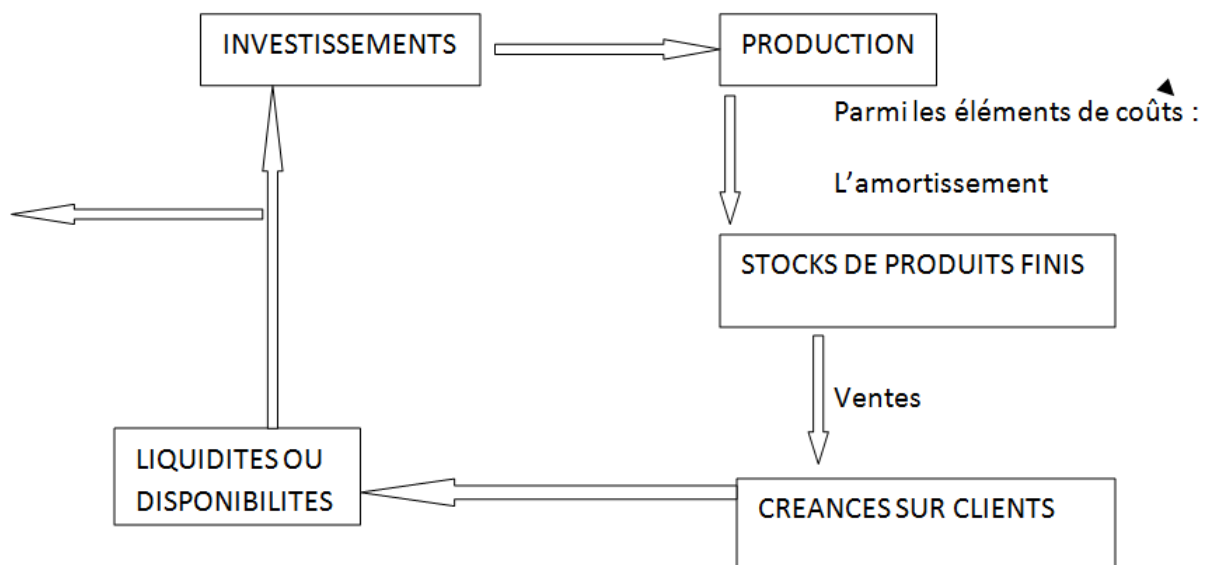 INVESTISSEMENTS
PRODUCTION
Parmi les éléments de coûts :
L’amortissement
STOCKS DE PRODUITS FINIS
Ventes
LIQUIDITES OU
DISPONIBILITES
CREANCES SUR CLIENTS